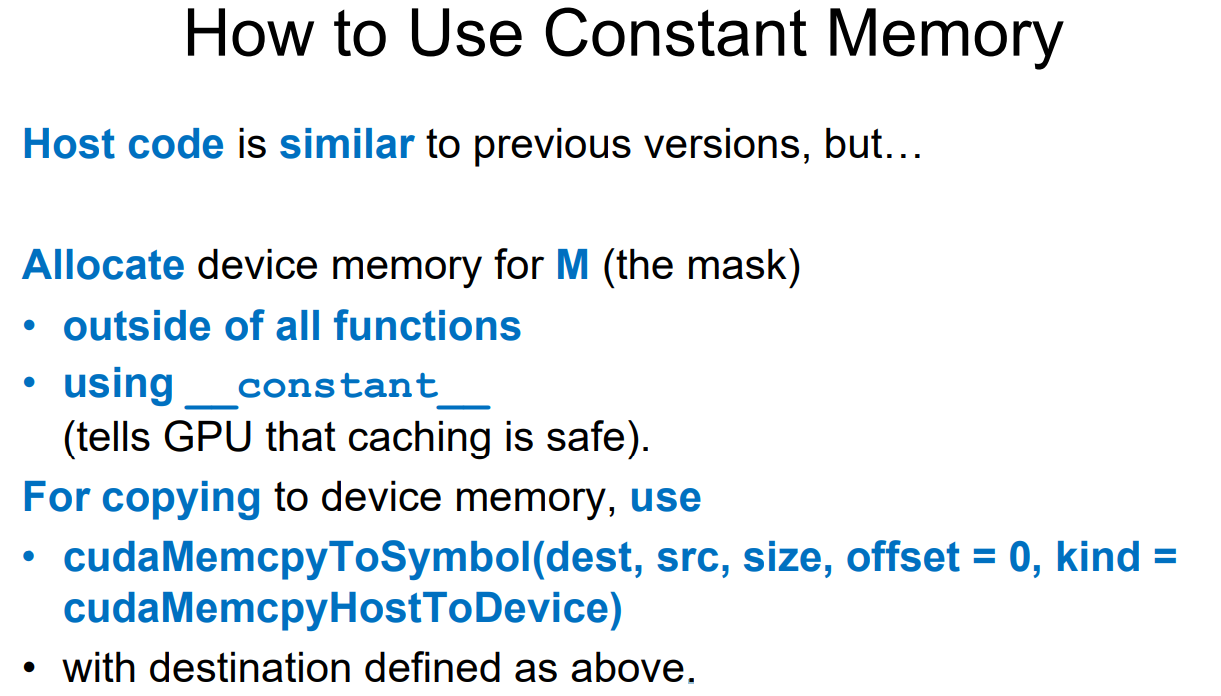 How to Use Constant Memory
Host code is similar to previous versions, but…
Allocate device memory for M (the mask)
• outside of all functions
• using __constant__
(tells GPU that caching is safe).
For copying to device memory, use
• cudaMemcpyToSymbol(dest, src, size, offset = 0, kind =
cudaMemcpyHostToDevice)
• with destination defined as above.